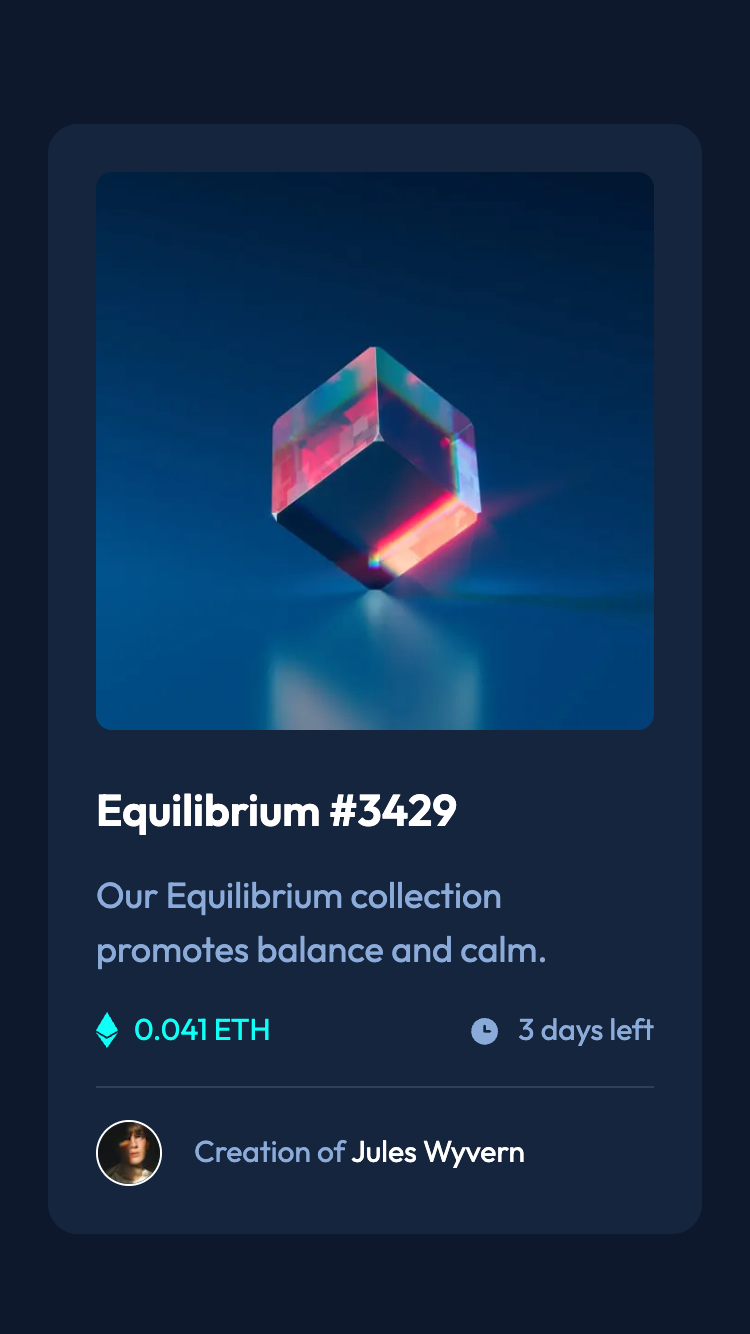 Equilibrium #3429
Our Equilibrium collection
promotes balance and calm.
0.041 ETH
3 days left
Creation of Jules Wyvern